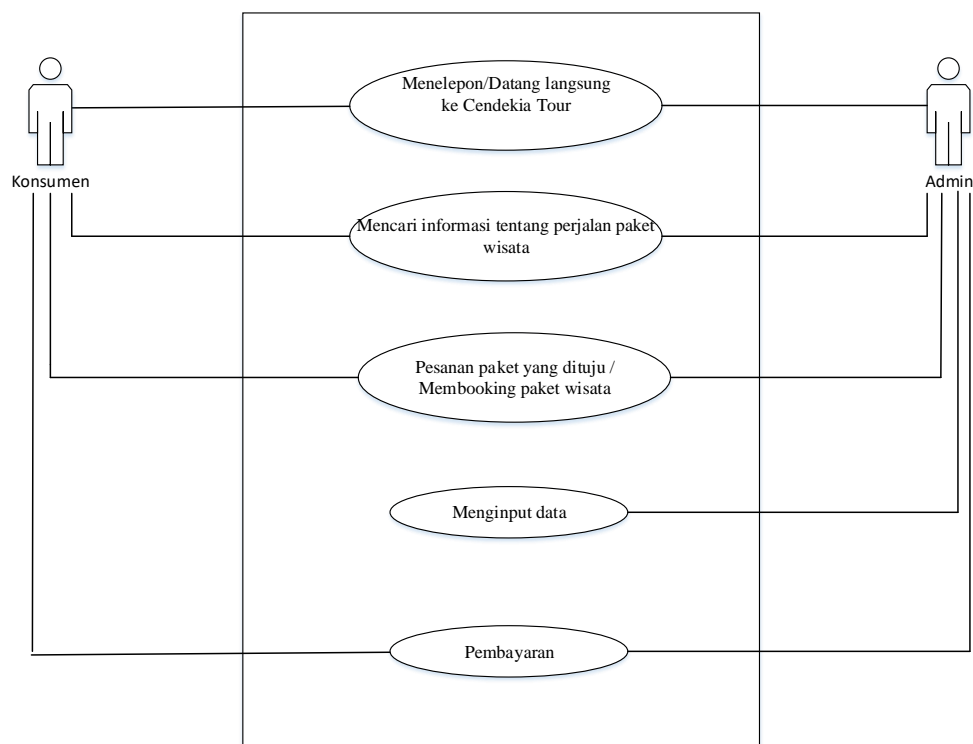 Menelepon/Datang langsung
ke Cendekia Tour
Konsumen
Admin
Mencari informasi tentang perjalan paket
wisata
Pesanan paket yang dituju /
Membooking paket wisata
Menginput data
Pembayaran